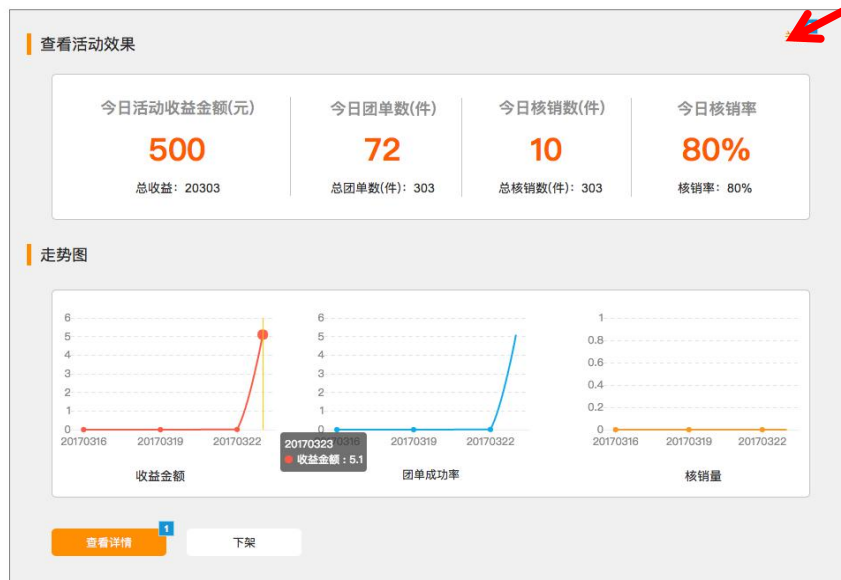 查看活动效果
今日活动收益金额(元) 今日团单数(件) 今日核销数(件) 今日核销率
500 72 10 80%
总收益：20303 总团单数(件)：303 总核销数(件)：303 核销率：80%
走势图
6
5
4
3
2
1
0
20170316 20170319 20170322
收益金额
20170323
收益金额：5.1
6
5
4
3
2
1
0
20170319 20170322
团单成功率
1
0.8
0.6
0.4
0.2
0
20170316 20170319 20170322
核销量
查看详情 1
下架